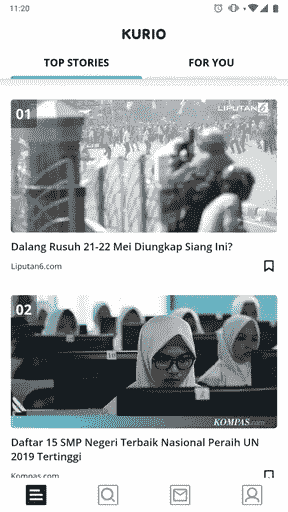 11:20
KURIO
TOP STORIES
FOR YOU
01
LIPUTAN6
Dalang Rusuh 21-22 Mei Diungkap Siang Ini?
Liputan6.com
02
2
KOMPAS.com
Daftar 15 SMP Negeri Terbaik Nasional Peraih UN
2019 Tertinggi
Kompas.com